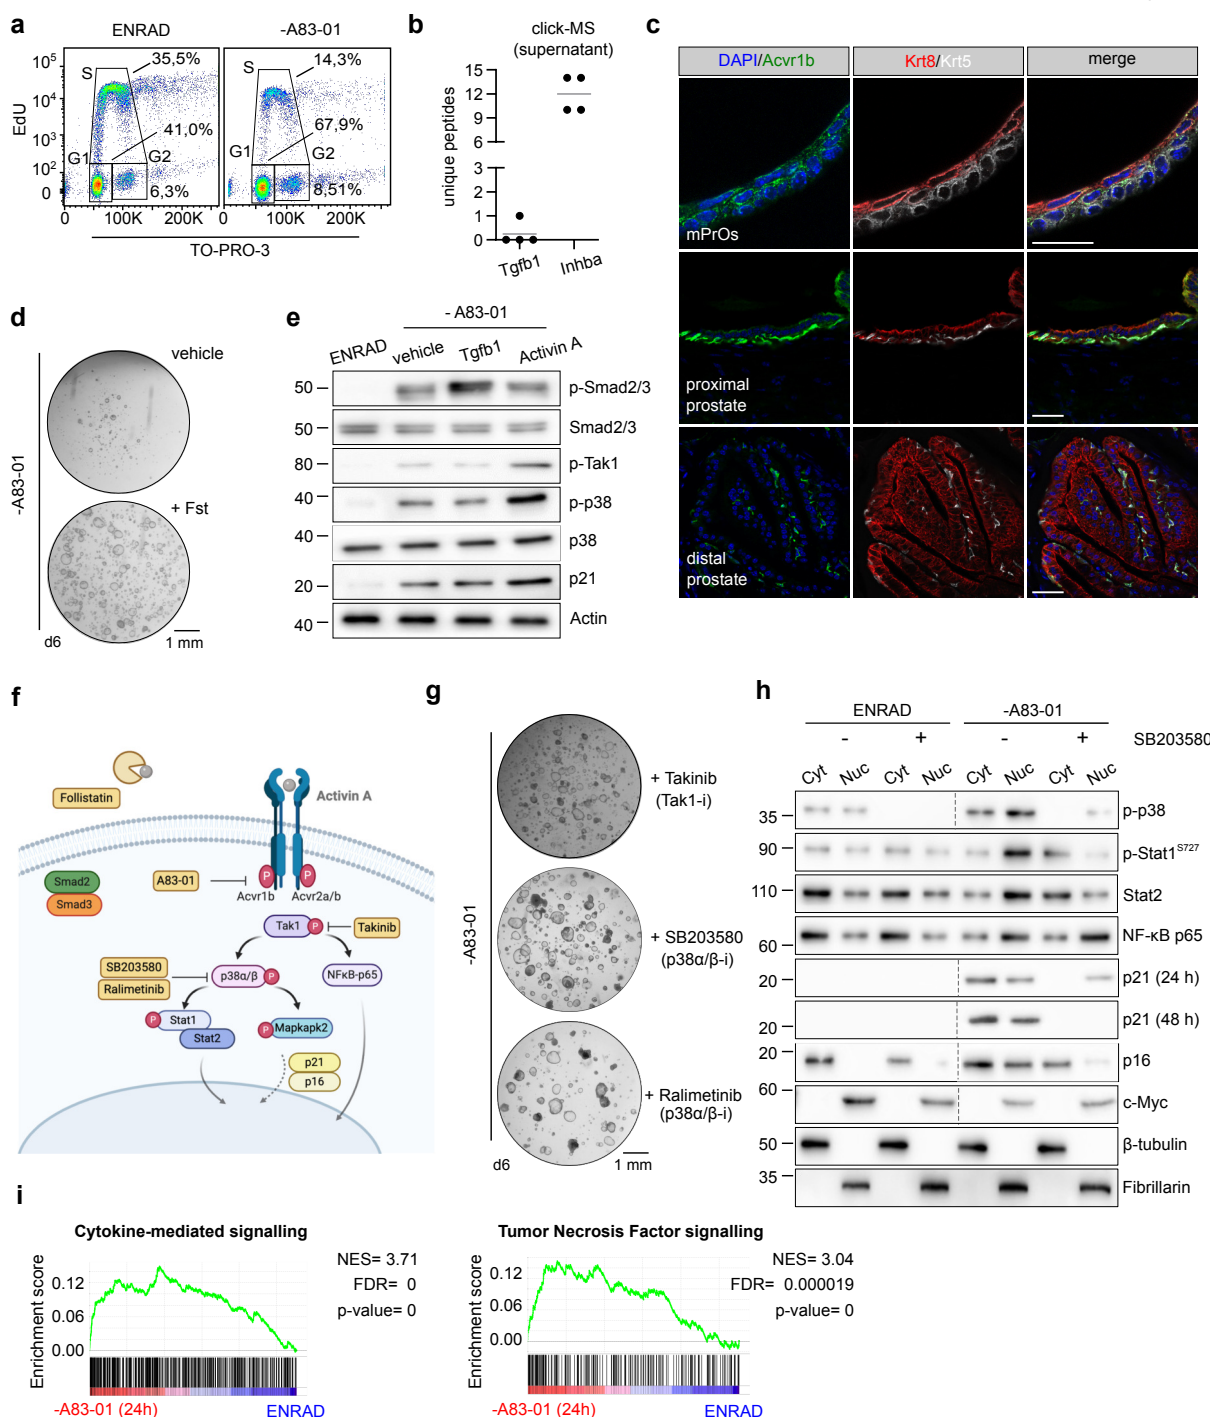 a
ENRAD
-A83-01
EdU
10⁵
10⁴
10²
0
S
35,5%
41,0%
G1
G2
6.3%
S
14,3%
67,9%
G1
G2
8,51%
0
100K
200K
0
100K
200K
TO-PRO-3
b
click-MS
(supernatant)
unique peptides
15
12
9
6
3
2
1
0
Tgfb1
Inhba
c
DAPI/Acvr1b
Krt8/Krt5
merge
mPrOs
proximal
prostate
distal
prostate
d
-A83-01
vehicle
+ Fst
d6
1 mm
e
- A83-01
ENRAD
vehicle
Tgfb1
Activin A
50
p-Smad2/3
50
Smad2/3
80
p-Tak1
40
p-p38
40
p38
20
p21
40
Actin
f
Follistatin
Activin A
Smad2
Smad3
A83-01
P
P
Acvr1b
Acvr2a/b
Tak1
P
Takinib
SB203580
Ralimetinib
p38α/β
P
NFκB-p65
P
Stat1
Stat2
P
Mapkapk2
p21
p16
g
-A83-01
+ Takinib
(Tak1-i)
+ SB203580
(p38α/β-i)
+ Ralimetinib
(p38α/β-i)
d6
1 mm
h
ENRAD
-A83-01
- + - + SB203580
Cyt Nuc Cyt Nuc Cyt Nuc Cyt Nuc
35
p-p38
90
p-Stat1S727
110
Stat2
60
NF-κB p65
20
p21 (24 h)
20
p21 (48 h)
20
p16
60
c-Myc
50
β-tubulin
35
Fibrillarin
i
Cytokine-mediated signalling
Enrichment score
0.12
0.06
0.00
NES= 3.71
FDR= 0
p-value= 0
-A83-01 (24h)
ENRAD
Tumor Necrosis Factor signalling
Enrichment score
0.12
0.06
0.00
NES= 3.04
FDR= 0.000019
p-value= 0
-A83-01 (24h)
ENRAD